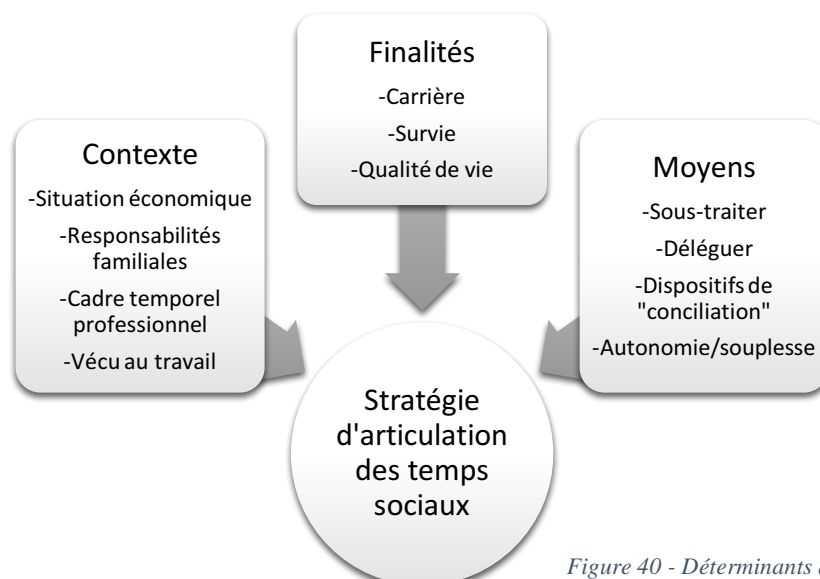 Finalités
-Carrière
-Survie
-Qualité de vie
Contexte
-Situation économique
-Responsabilités
familiales
-Cadre temporel
professionnel
-Vécu au travail
Moyens
-Sous-traiter
-Déléguer
-Dispositifs de
"conciliation"
-Autonomie/souplesse
Stratégie
d'articulation
des temps
sociaux
Figure 40 - Déterminants